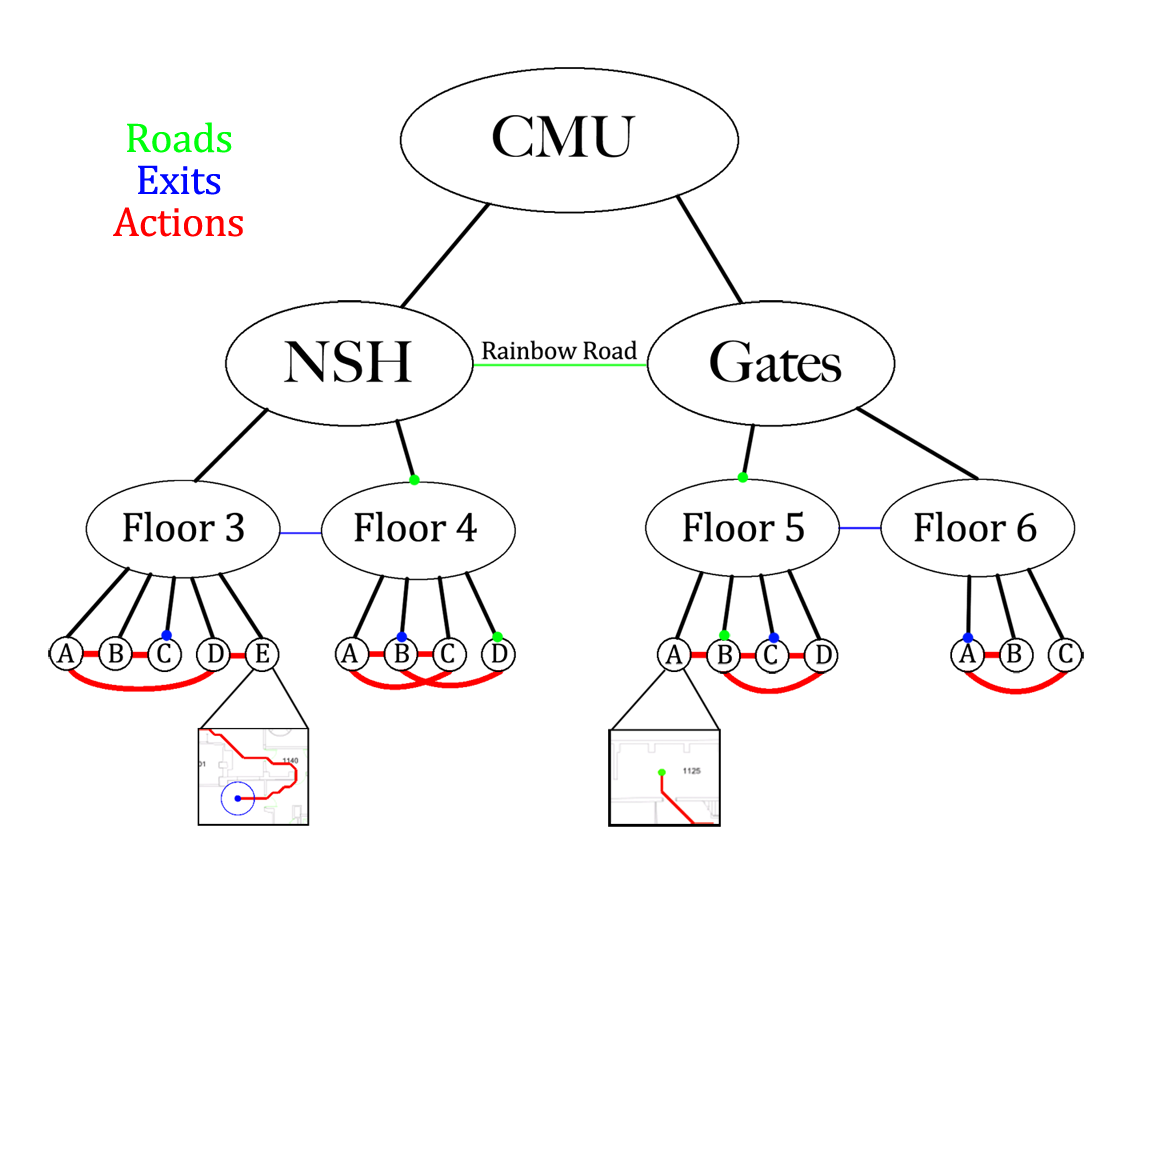 CMU
Roads
Exits
Actions
NSH
Rainbow Road
Gates
Floor 3
Floor 4
Floor 5
Floor 6
A B C D E
A B C D
A B C D
A B C
01
1140
1125